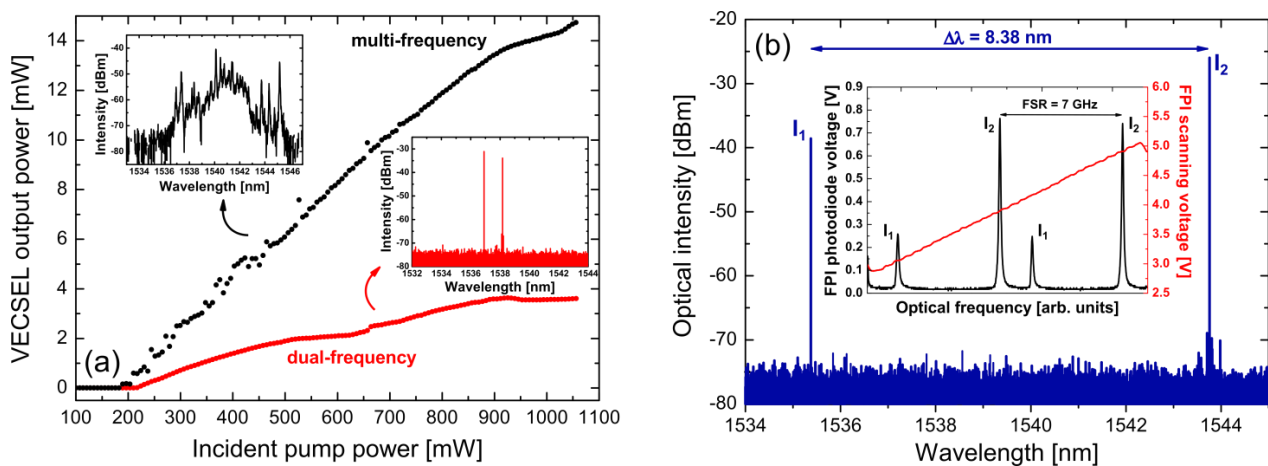 (a)
VECSEL output power [mW]
14
12
10
8
6
4
2
0
100 200 300 400 500 600 700 800 900 1000 1100
Incident pump power [mW]
multi-frequency
dual-frequency
Intensity [dBm]
-40
-50
-60
-70
-80
1534 1536 1538 1540 1542 1544 1546
Wavelength [nm]
Intensity [dBm]
-30
-40
-50
-60
-70
-80
1532 1534 1536 1538 1540 1542 1544
Wavelength [nm]
(b)
Optical intensity [dBm]
-20
-30
-40
-50
-60
-70
-80
1534 1536 1538 1540 1542 1544
Wavelength [nm]
Δλ = 8.38 nm
I₁
I₂
FPI photodiode voltage [V]
0.9
0.8
0.7
0.6
0.5
0.4
0.3
0.2
0.1
0.0
Optical frequency [arb. units]
FSR = 7 GHz
I₁
I₂
I₁
I₂
6.0
5.5
5.0
4.5
4.0
3.5
3.0
2.5
FPI scanning
voltage [V]